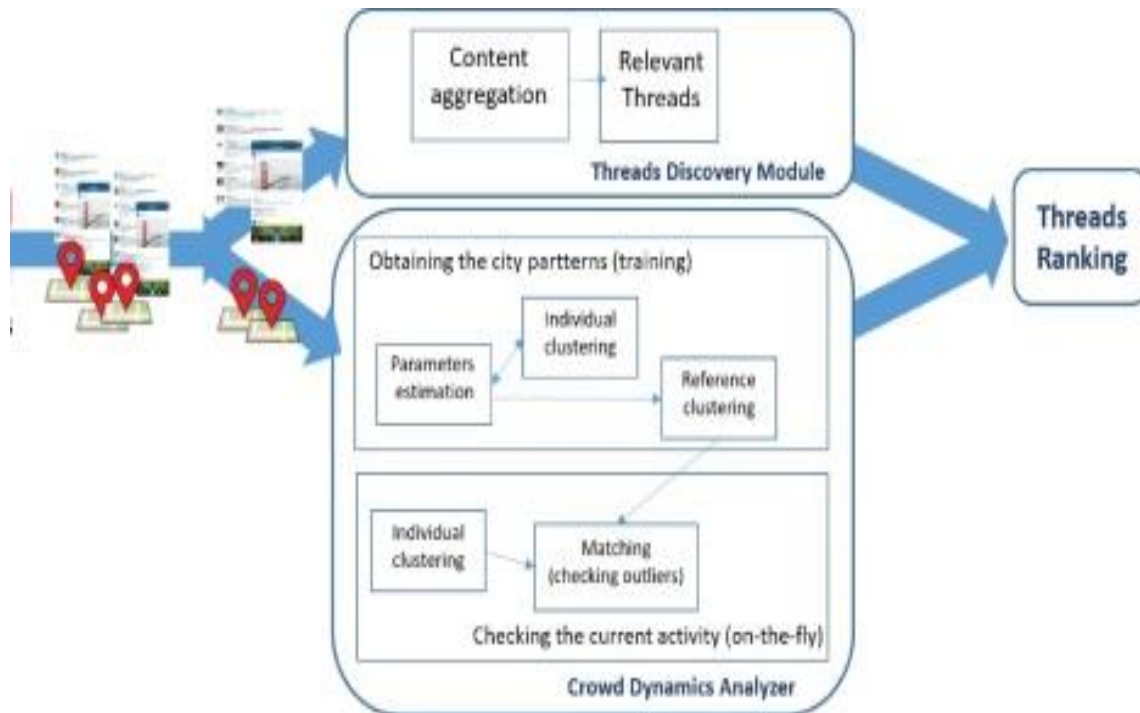 Content
aggregation
Relevant
Threads
Threads Discovery Module
Threads
Ranking
Obtaining the city partterns (training)
Individual
clustering
Parameters
estimation
Reference
clustering
Individual
clustering
Matching
(checking outliers)
Checking the current activity (on-the-fly)
Crowd Dynamics Analyzer